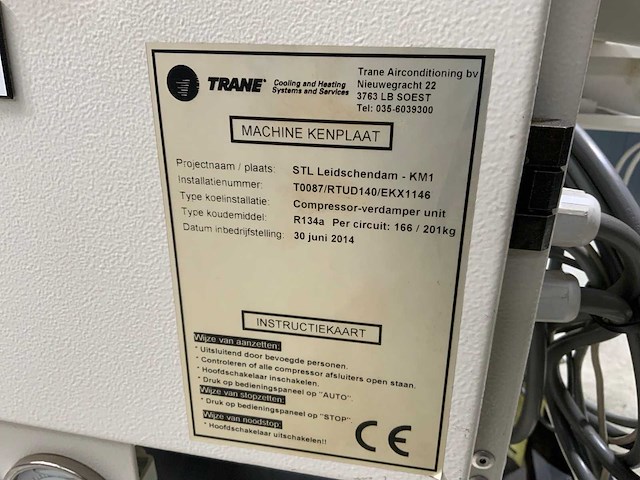 TRANE Cooling and Heating Systems and Services
Trane Airconditioning bv
Nieuwegracht 22
3763 LB SOEST
Tel: 035-6039300
MACHINE KENPLAAT
Projectnaam / plaats: STL Leidschendam - KM1
Installatienummer: T0087/RTUD140/EKX1146
Type koelinstallatie: Compressor-verdamper unit
Type koudemiddel: R134a Per circuit: 166 / 201kg
Datum inbedrijfstelling: 30 juni 2014
INSTRUCTIEKAART
Wijze van aanzetten:
* Uitsluitend door bevoegde personen.
* Controleren of alle compressor afsluiters open staan.
* Hoofdschakelaar inschakelen.
* Druk op bedieningspaneel op "AUTO".
Wijze van stopzetten:
* Druk op bedieningspaneel op "STOP".
Wijze van noodstop:
* Hoofdschakelaar uitschakelen!!
CE